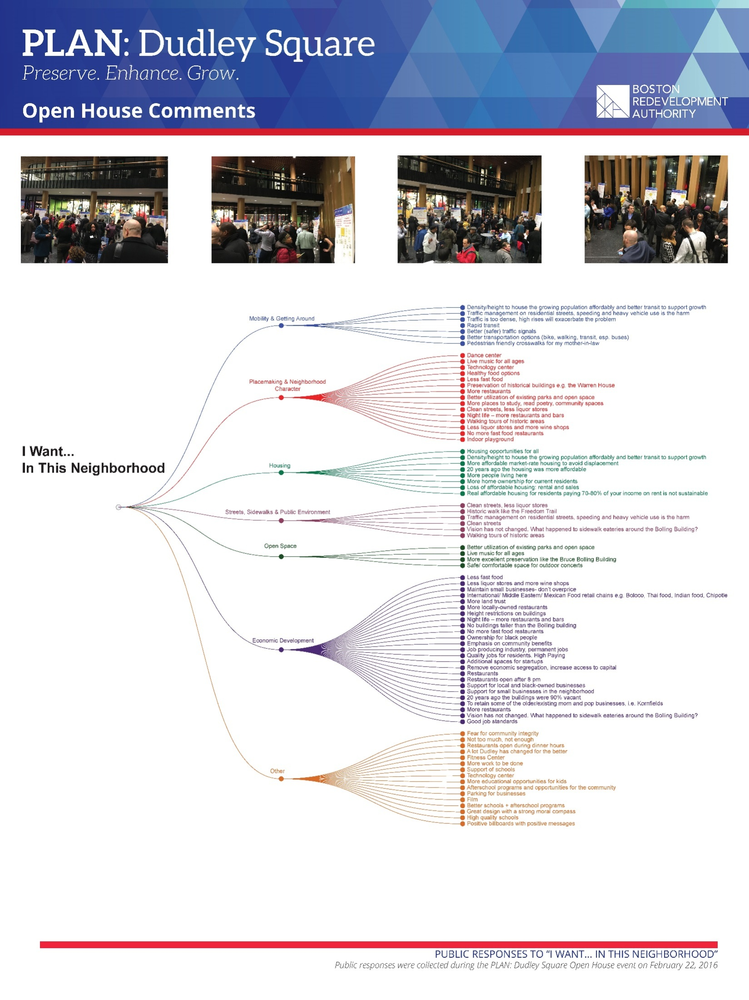 PLAN: Dudley Square
Preserve. Enhance. Grow.
Open House Comments
BOSTON
REDEVELOPMENT
AUTHORITY
I Want...
In This Neighborhood
Mobility & Getting Around
Density/height to house the growing population affordably and better transit to support growth
Traffic management on residential streets, speeding and heavy vehicle use is the harm
Traffic is too dense, high rises will exacerbate the problem
Rapid transit
Better (safer) traffic signals
Better transportation options (bike, walking, transit, esp. buses)
Pedestrian friendly crosswalks for my mother-in-law
Placemaking & Neighborhood
Character
Dance center
Live music for all ages
Technology center
Healthy food options
Less fast food
Preservation of historical buildings e.g. the Warren House
More restaurants
Better utilization of existing parks and open space
More places to study, read poetry, community spaces
Clean streets, less liquor stores
Night life – more restaurants and bars
Walking tours of historic areas
Less liquor stores and more wine shops
No more fast food restaurants
Indoor playground
Housing
Housing opportunities for all
Density/height to house the growing population affordably and better transit to support growth
More affordable market-rate housing to avoid displacement
20 years ago the housing was more affordable
More people living here
More home ownership for current residents
Loss of affordable housing: rental and sales
Real affordable housing for residents paying 70-80% of your income on rent is not sustainable
Streets, Sidewalks & Public Environment
Clean streets, less liquor stores
Historic walk like the Freedom Trail
Traffic management on residential streets, speeding and heavy vehicle use is the harm
Clean streets
Vision has not changed. What happened to sidewalk eateries around the Bolling Building?
Walking tours of historic areas
Open Space
Better utilization of existing parks and open space
Live music for all ages
More excellent preservation like the Bruce Bolling Building
Safe/ comfortable space for outdoor concerts
Economic Development
Less fast food
Less liquor stores and more wine shops
Maintain small businesses- don't overprice
International/ Middle Eastern/ Mexican Food retail chains e.g. Boloco, Thai food, Indian food, Chipotle
More land trust
More locally-owned restaurants
Height restrictions on buildings
Night life – more restaurants and bars
No buildings taller than the Bolling building
No more fast food restaurants
Ownership for black people
Emphasis on community benefits
Job producing industry, permanent jobs
Quality jobs for residents. High Paying
Additional spaces for startups
Remove economic segregation, increase access to capital
Restaurants
Restaurants open after 8 pm
Support for local and black-owned businesses
Support for small businesses in the neighborhood
20 years ago the buildings were 90% vacant
To retain some of the older/existing mom and pop businesses, i.e. Kornfields
More restaurants
Vision has not changed. What happened to sidewalk eateries around the Bolling Building?
Good job standards
Other
Fear for community integrity
Not too much, not enough
Restaurants open during dinner hours
A lot Dudley has changed for the better
Fitness Center
More work to be done
Support of schools
Technology center
More educational opportunities for kids
Afterschool programs and opportunities for the community
Parking for businesses
Film
Better schools + afterschool programs
Great design with a strong moral compass
High quality schools
Positive billboards with positive messages
PUBLIC RESPONSES TO “I WANT... IN THIS NEIGHBORHOOD”
Public responses were collected during the PLAN: Dudley Square Open House event on February 22, 2016